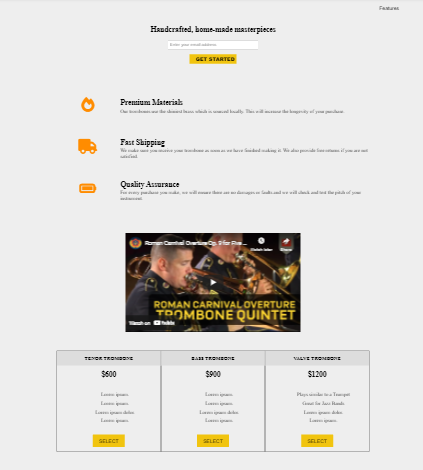 Features
Handcrafted, home-made masterpieces
Enter your email address
GET STARTED
Premium Materials
Our trombones use the shiniest brass which is sourced locally. This will increase the longevity of your purchase.
Fast Shipping
We make sure you receive your trombone as soon as we have finished making it. We also provide free returns if you are not
satisfied.
Quality Assurance
For every purchase you make, we will ensure there are no damages or faults and we will check and test the pitch of your
instrument.
Roman Carnival Overture Op. 9 for Five ...
Watch later
Share
ROMAN CARNIVAL OVERTURE
TROMBONE QUINTET
Watch on YouTube
TENOR TROMBONE
$600
Lorem ipsum.
Lorem ipsum.
Lorem ipsum dolor.
Lorem ipsum.
SELECT
BASS TROMBONE
$900
Lorem ipsum.
Lorem ipsum.
Lorem ipsum dolor.
Lorem ipsum.
SELECT
VALVE TROMBONE
$1200
Plays similar to a Trumpet
Great for Jazz Bands
Lorem ipsum dolor.
Lorem ipsum.
SELECT